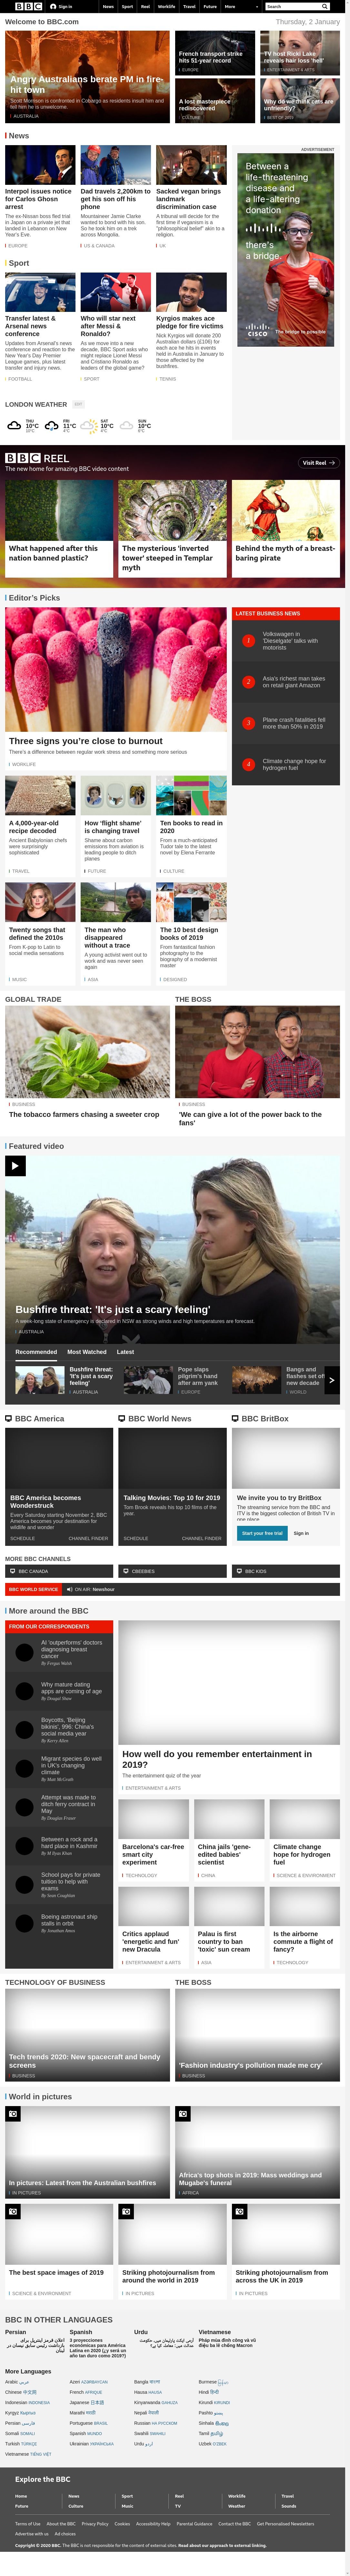 BBC
Sign in
News
Sport
Reel
Worklife
Travel
Future
More
Search
Welcome to BBC.com
Thursday, 2 January
Angry Australians berate PM in fire-hit town
Scott Morrison is confronted in Cobargo as residents insult him and tell him he is unwelcome.
AUSTRALIA
French transport strike hits 51-year record
EUROPE
TV host Ricki Lake reveals hair loss 'hell'
ENTERTAINMENT & ARTS
A lost masterpiece rediscovered
CULTURE
Why do we think cats are unfriendly?
BEST OF 2019
News
Interpol issues notice for Carlos Ghosn arrest
The ex-Nissan boss fled trial in Japan on a private jet that landed in Lebanon on New Year's Eve.
EUROPE
Dad travels 2,200km to get his son off his phone
Mountaineer Jamie Clarke wanted to bond with his son. So he took him on a trek across Mongolia.
US & CANADA
Sacked vegan brings landmark discrimination case
A tribunal will decide for the first time if veganism is a "philosophical belief" akin to a religion.
UK
ADVERTISEMENT
Between a life-threatening disease and a life-altering donation
there's a bridge.
CISCO
The bridge to possible
Sport
Transfer latest & Arsenal news conference
Updates from Arsenal's news conference and reaction to the New Year's Day Premier League games, plus latest transfer and injury news.
FOOTBALL
Who will star next after Messi & Ronaldo?
As we move into a new decade, BBC Sport asks who might replace Lionel Messi and Cristiano Ronaldo as leaders of the global game?
SPORT
Kyrgios makes ace pledge for fire victims
Nick Kyrgios will donate 200 Australian dollars (£106) for each ace he hits in events held in Australia in January to those affected by the bushfires.
TENNIS
LONDON WEATHER
EDIT
THU
10°C
10°C
FRI
11°C
4°C
SAT
10°C
4°C
SUN
10°C
6°C
BBC REEL
The new home for amazing BBC video content
Visit Reel
What happened after this nation banned plastic?
The mysterious 'inverted tower' steeped in Templar myth
Behind the myth of a breast-baring pirate
Editor's Picks
Three signs you're close to burnout
There's a difference between regular work stress and something more serious
WORKLIFE
LATEST BUSINESS NEWS
1
Volkswagen in 'Dieselgate' talks with motorists
2
Asia's richest man takes on retail giant Amazon
3
Plane crash fatalities fell more than 50% in 2019
4
Climate change hope for hydrogen fuel
A 4,000-year-old recipe decoded
Ancient Babylonian chefs were surprisingly sophisticated
TRAVEL
How 'flight shame' is changing travel
Shame about carbon emissions from aviation is leading people to ditch planes
FUTURE
Ten books to read in 2020
From a much-anticipated Tudor tale to the latest novel by Elena Ferrante
CULTURE
Twenty songs that defined the 2010s
From K-pop to Latin to social media sensations
MUSIC
The man who disappeared without a trace
A young activist went out to work and was never seen again
ASIA
The 10 best design books of 2019
From fantastical fashion photography to the biography of a modernist master
DESIGNED
GLOBAL TRADE
BUSINESS
The tobacco farmers chasing a sweeter crop
THE BOSS
BUSINESS
'We can give a lot of the power back to the fans'
Featured video
Bushfire threat: 'It's just a scary feeling'
A week-long state of emergency is declared in NSW as strong winds and high temperatures are forecast.
AUSTRALIA
Recommended
Most Watched
Latest
Bushfire threat: 'It's just a scary feeling'
AUSTRALIA
Pope slaps pilgrim's hand after arm yank
EUROPE
Bangs and flashes set off new decade
WORLD
BBC America
BBC America becomes Wonderstruck
Every Saturday starting November 2, BBC America becomes your destination for wildlife and wonder
SCHEDULE
CHANNEL FINDER
BBC World News
Talking Movies: Top 10 for 2019
Tom Brook reveals his top 10 films of the year.
SCHEDULE
CHANNEL FINDER
BBC BritBox
We invite you to try BritBox
The streaming service from the BBC and ITV is the biggest collection of British TV in one place
Start your free trial
Sign in
MORE BBC CHANNELS
BBC CANADA
CBEEBIES
BBC KIDS
BBC WORLD SERVICE
ON AIR: Newshour
More around the BBC
FROM OUR CORRESPONDENTS
AI 'outperforms' doctors diagnosing breast cancer
By Fergus Walsh
Why mature dating apps are coming of age
By Dougal Shaw
Boycotts, 'Beijing bikinis', 996: China's social media year
By Kerry Allen
Migrant species do well in UK's changing climate
By Matt McGrath
Attempt was made to ditch ferry contract in May
By Douglas Fraser
Between a rock and a hard place in Kashmir
By M Ilyas Khan
School pays for private tuition to help with exams
By Sean Coughlan
Boeing astronaut ship stalls in orbit
By Jonathan Amos
How well do you remember entertainment in 2019?
The entertainment quiz of the year
ENTERTAINMENT & ARTS
Barcelona's car-free smart city experiment
TECHNOLOGY
China jails 'gene-edited babies' scientist
CHINA
Climate change hope for hydrogen fuel
SCIENCE & ENVIRONMENT
Critics applaud 'energetic and fun' new Dracula
ENTERTAINMENT & ARTS
Palau is first country to ban 'toxic' sun cream
ASIA
Is the airborne commute a flight of fancy?
TECHNOLOGY
TECHNOLOGY OF BUSINESS
Tech trends 2020: New spacecraft and bendy screens
BUSINESS
THE BOSS
'Fashion industry's pollution made me cry'
BUSINESS
World in pictures
In pictures: Latest from the Australian bushfires
IN PICTURES
Africa's top shots in 2019: Mass weddings and Mugabe's funeral
AFRICA
The best space images of 2019
SCIENCE & ENVIRONMENT
Striking photojournalism from around the world in 2019
IN PICTURES
Striking photojournalism from across the UK in 2019
IN PICTURES
BBC IN OTHER LANGUAGES
Persian
Spanish
3 proyecciones económicas para América Latina en 2020 (¿y será un año tan duro como 2019?)
Urdu
Vietnamese
Pháp múa đỉnh công và vũ điệu ba lê chống Macron
More Languages
Arabic عربي
Azeri AZƏRBAYCAN
Bangla বাংলা
Burmese
Chinese 中文网
French AFRIQUE
Hausa HAUSA
Hindi हिन्दी
Indonesian INDONESIA
Japanese 日本語
Kinyarwanda GAHUZA
Kirundi KIRUNDI
Kyrgyz Кыргыз
Marathi मराठी
Nepali नेपाली
Pashto پښتو
Persian فارسی
Portuguese BRASIL
Russian НА РУССКОМ
Sinhala සිංහල
Somali SOMALI
Spanish MUNDO
Swahili SWAHILI
Tamil தமிழ்
Turkish TÜRKÇE
Ukrainian УКРАЇНСЬКА
Urdu اردو
Uzbek O'ZBEK
Vietnamese TIẾNG VIỆT
Explore the BBC
Home
News
Sport
Reel
Worklife
Travel
Future
Culture
Music
TV
Weather
Sounds
Terms of Use
About the BBC
Privacy Policy
Cookies
Accessibility Help
Parental Guidance
Contact the BBC
Get Personalised Newsletters
Advertise with us
Ad choices
Copyright © 2020 BBC. The BBC is not responsible for the content of external sites. Read about our approach to external linking.